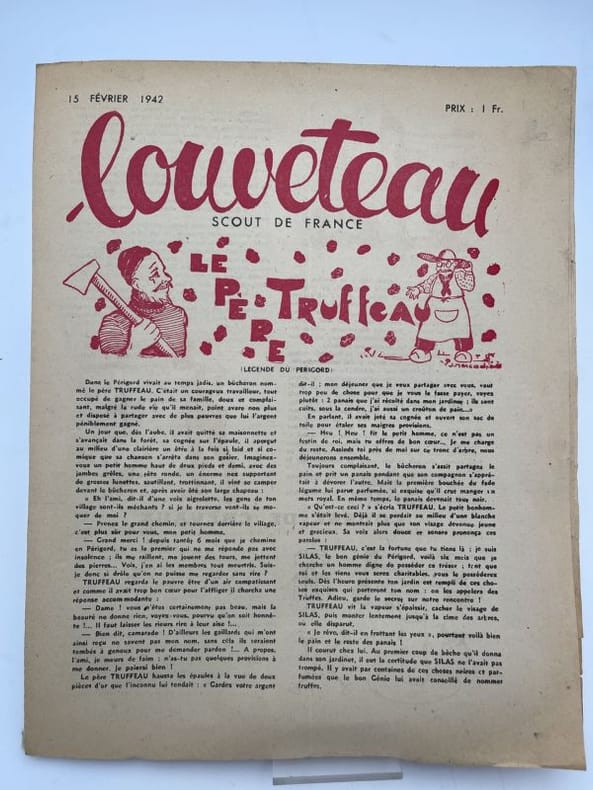 15 FÉVRIER 1942
PRIX : 1 Fr.
louveteau
SCOUT DE FRANCE
LE
PÈRE
TRUFFEAU
(LÉGENDE DU PÉRIGORD)
Dans le Périgord vivait au temps jadis, un bûcheron nom-
mé le père TRUFFEAU. C'était un courageux travailleur, tout
occupé de gagner le pain de sa famille, doux et complai-
sant, malgré la rude vie qu'il menait, point avare non plus
et disposé à partager avec de plus pauvres que lui l'argent
péniblement gagné.
Un jour que, dès l'aube, il avait quitté sa maisonnette et
s'avançait dans la forêt, sa cognée sur l'épaule, il aperçut
au milieu d'une clairière un être à la fois si laid et si co-
mique que sa chanson s'arrêta dans son gosier. Imaginez-
vous un petit homme haut de deux pieds et demi, avec des
jambes grêles, une tête ronde, un énorme nez supportant
de grosses lunettes, sautillant, trottinant, il vint se camper
devant le bûcheron et, après avoir ôté son large chapeau :
« Eh l'ami, dit-il d'une voix aigrelette, les gens de ton
village sont-ils méchants ? si je le traverse vont-ils se mo-
quer de moi ?
— Prenez le grand chemin, et tournez derrière le village,
c'est plus sûr pour vous, mon petit homme.
— Grand merci ! depuis tantôt 6 mois que je chemine
en Périgord, tu es le premier qui ne me réponde pas avec
insolence ; ils me raillent, me jouent des tours, me jettent
des pierres... Vois, j'en ai les membres tout meurtris. Suis-
je donc si drôle qu'on ne puisse me regarder sans rire ?
TRUFFEAU regarda le pauvre être d'un air compatissant
et comme il avait trop bon cœur pour l'affliger il chercha une
réponse accommodante :
— Dame ! vous n'êtes certainement pas beau, mais la
beauté ne donne rien, voyez-vous, pourvu qu'on soit honnê-
te !... Il faut laisser les rieurs rire à leur aise !...
— Bien dit, camarade ! D'ailleurs les gaillards qui m'ont
ainsi reçu ne savent pas mon nom, sans cela ils seraient
tombés à genoux pour me demander pardon !... A propos,
l'ami, je meurs de faim ; n'as-tu pas quelques provisions à
me donner. Je paierai bien !
Le père TRUFFEAU haussa les épaules à la vue de deux
pièces d'or que l'inconnu lui tendait : « Gardez votre argent
dit-il ; mon déjeuner que je veux partager avec vous, vaut
trop peu de chose pour que je vous le fasse payer, voyez
plutôt : 2 panais que j'ai récolté dans mon jardinet ; ils sont
cuits, sous la cendre, j'ai aussi un croûton de pain...»
En parlant, il avait jeté sa cognée et ouvert son sac de
toile pour étaler ses maigres provisions.
— Heu ! Heu ! fit le petit homme, ce n'est pas un
festin de roi, mais tu offres de bon cœur... Je me charge
du reste. Assieds toi près de moi sur ce tronc d'arbre, nous
déjeunerons ensemble.
Toujours complaisant, le bûcheron s'assit partagea le
pain et prit un panais pendant que son compagnon s'apprê-
tait à dévorer l'autre. Mais la première bouchée du fade
légume lui parut parfumée, si exquise qu'il crut manger un
mets royal. En même temps, le panais devenait tout noir.
« Qu'est-ce ceci ? » s'écria TRUFFEAU. Le petit bonhom-
me s'était levé. Déjà il se perdait au milieu d'une blanche
vapeur et ne montrait plus que son visage devenu jeune
et gracieux. Sa voix alors douce et sonore prononça ces
paroles :
— TRUFFEAU, c'est la fortune que tu tiens là ; je suis
SILAS, le bon génie du Périgord, voilà six mois que je
cherche un homme digne de posséder ce trésor ; tant que
toi et les tiens vous serez charitables, vous le posséderez
seuls. Dès l'heure présente ton jardin est rempli de ces cho-
ses exquises qui porteront ton nom : on les appellera des
Truffes. Adieu, garde le secret sur notre rencontre !
TRUFFEAU vit la vapeur s'épaissir, cacher le visage de
SILAS, puis monter lentement jusqu'à la cime des arbres,
où elle disparut.
« Je rêve, dit-il en frottant les yeux », pourtant voilà bien
le pain et le reste des panais !
Il courut chez lui. Au premier coup de bêche qu'il donna
dans son jardinet, il eut la certitude que SILAS ne l'avait pas
trompé. Il y avait par centaines de ces choses noires et par-
fumées que le bon Génie lui avait conseillé de nommer
truffes.